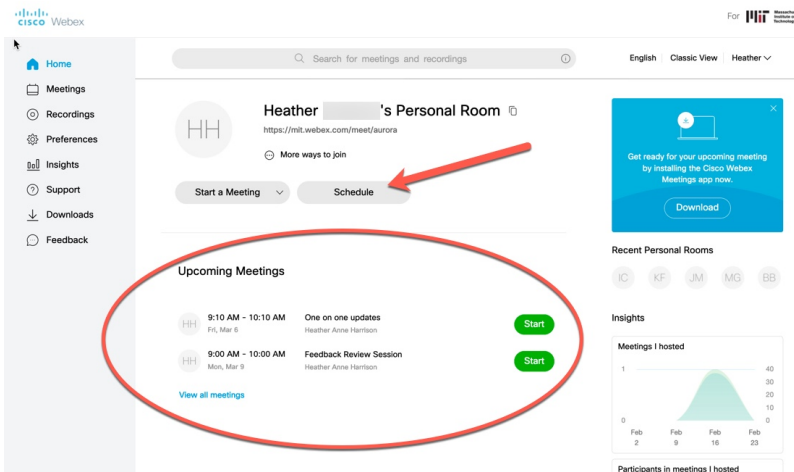 cisco Webex
For
Massachusetts
Institute of
Technology
Home
Meetings
Recordings
Preferences
Insights
Support
Downloads
Feedback
Search for meetings and recordings
English
Classic View
Heather
HH
Heather 's Personal Room
https://mit.webex.com/meet/aurora
More ways to join
Start a Meeting
Schedule
Upcoming Meetings
HH
9:10 AM - 10:10 AM One on one updates
Fri, Mar 6 Heather Anne Harrison
Start
HH
9:00 AM - 10:00 AM Feedback Review Session
Mon, Mar 9 Heather Anne Harrison
Start
View all meetings
Get ready for your upcoming meeting
by installing the Cisco Webex
Meetings app now.
Download
Recent Personal Rooms
IC KF JM MG BB
Insights
Meetings I hosted
1 40
30
20
10
0 0
Feb Feb Feb Feb
2 9 16 23
Participants in meetings I hosted